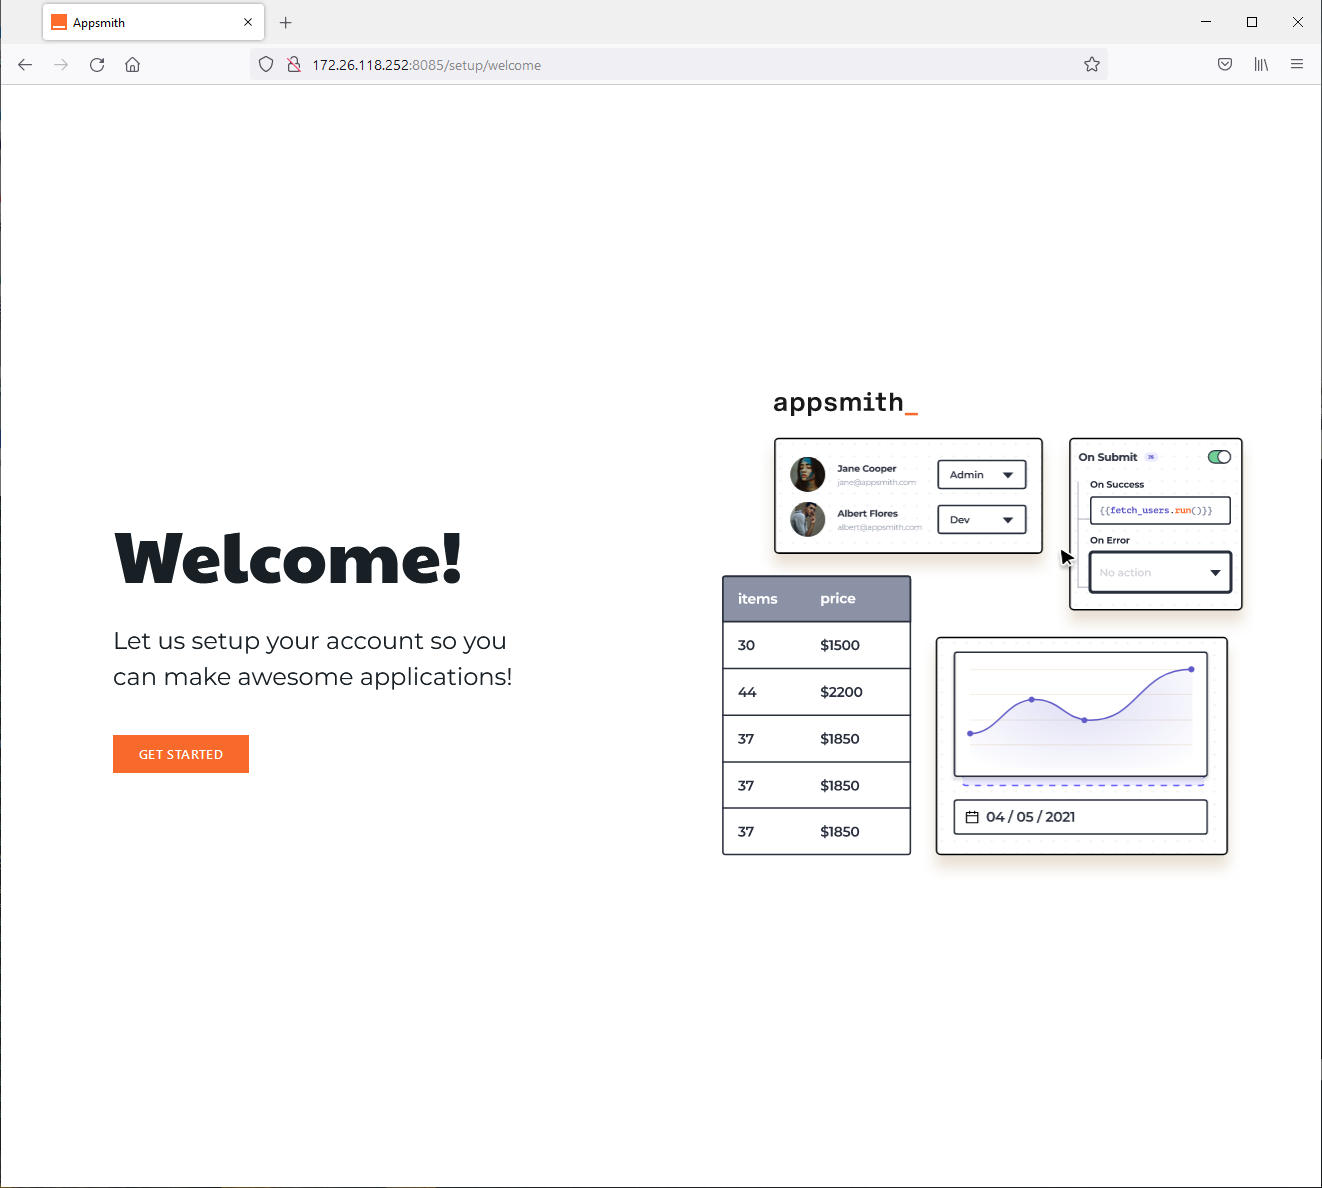 Appsmith
172.26.118.252:8085/setup/welcome
appsmith_
Jane Cooper
jane@appsmith.com
Admin
Albert Flores
albert@appsmith.com
Dev
On Submit
On Success
{{fetch_users.run()}}
On Error
No action
Welcome!
Let us setup your account so you
can make awesome applications!
GET STARTED
items price
30 $1500
44 $2200
37 $1850
37 $1850
37 $1850
04 / 05 / 2021